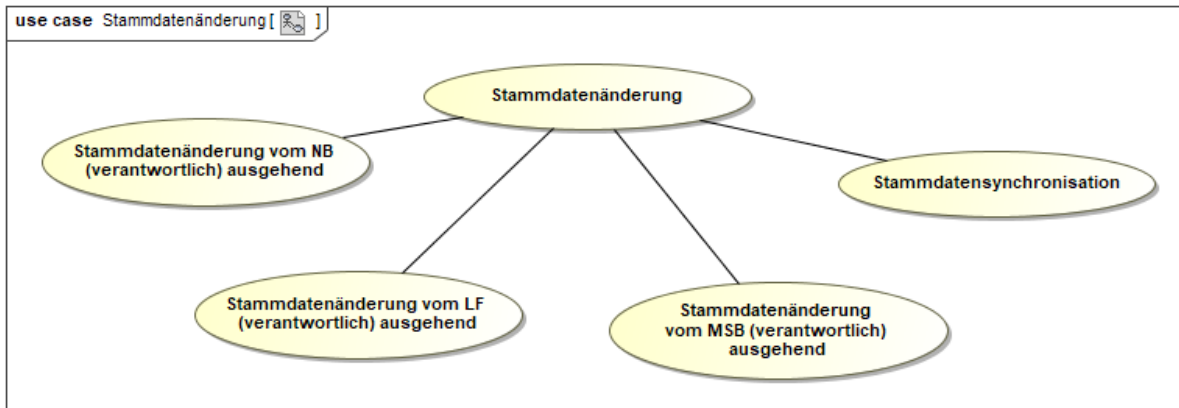 use case Stammdatenänderung [ ]
Stammdatenänderung
Stammdatenänderung vom NB
(verantwortlich) ausgehend
Stammdatensynchronisation
Stammdatenänderung vom LF
(verantwortlich) ausgehend
Stammdatenänderung
vom MSB (verantwortlich)
ausgehend